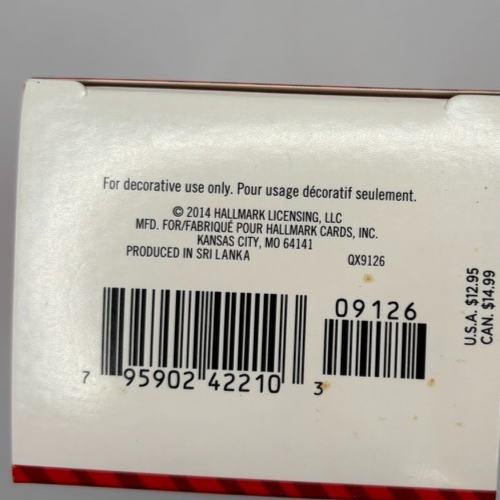 For decorative use only. Pour usage décoratif seulement.
© 2014 HALLMARK LICENSING, LLC
MFD. FOR/FABRIQUÉ POUR HALLMARK CARDS, INC.
KANSAS CITY, MO 64141
PRODUCED IN SRI LANKA QX9126
U.S.A. $12.95
CAN. $14.99
09126
7 95902 42210 3